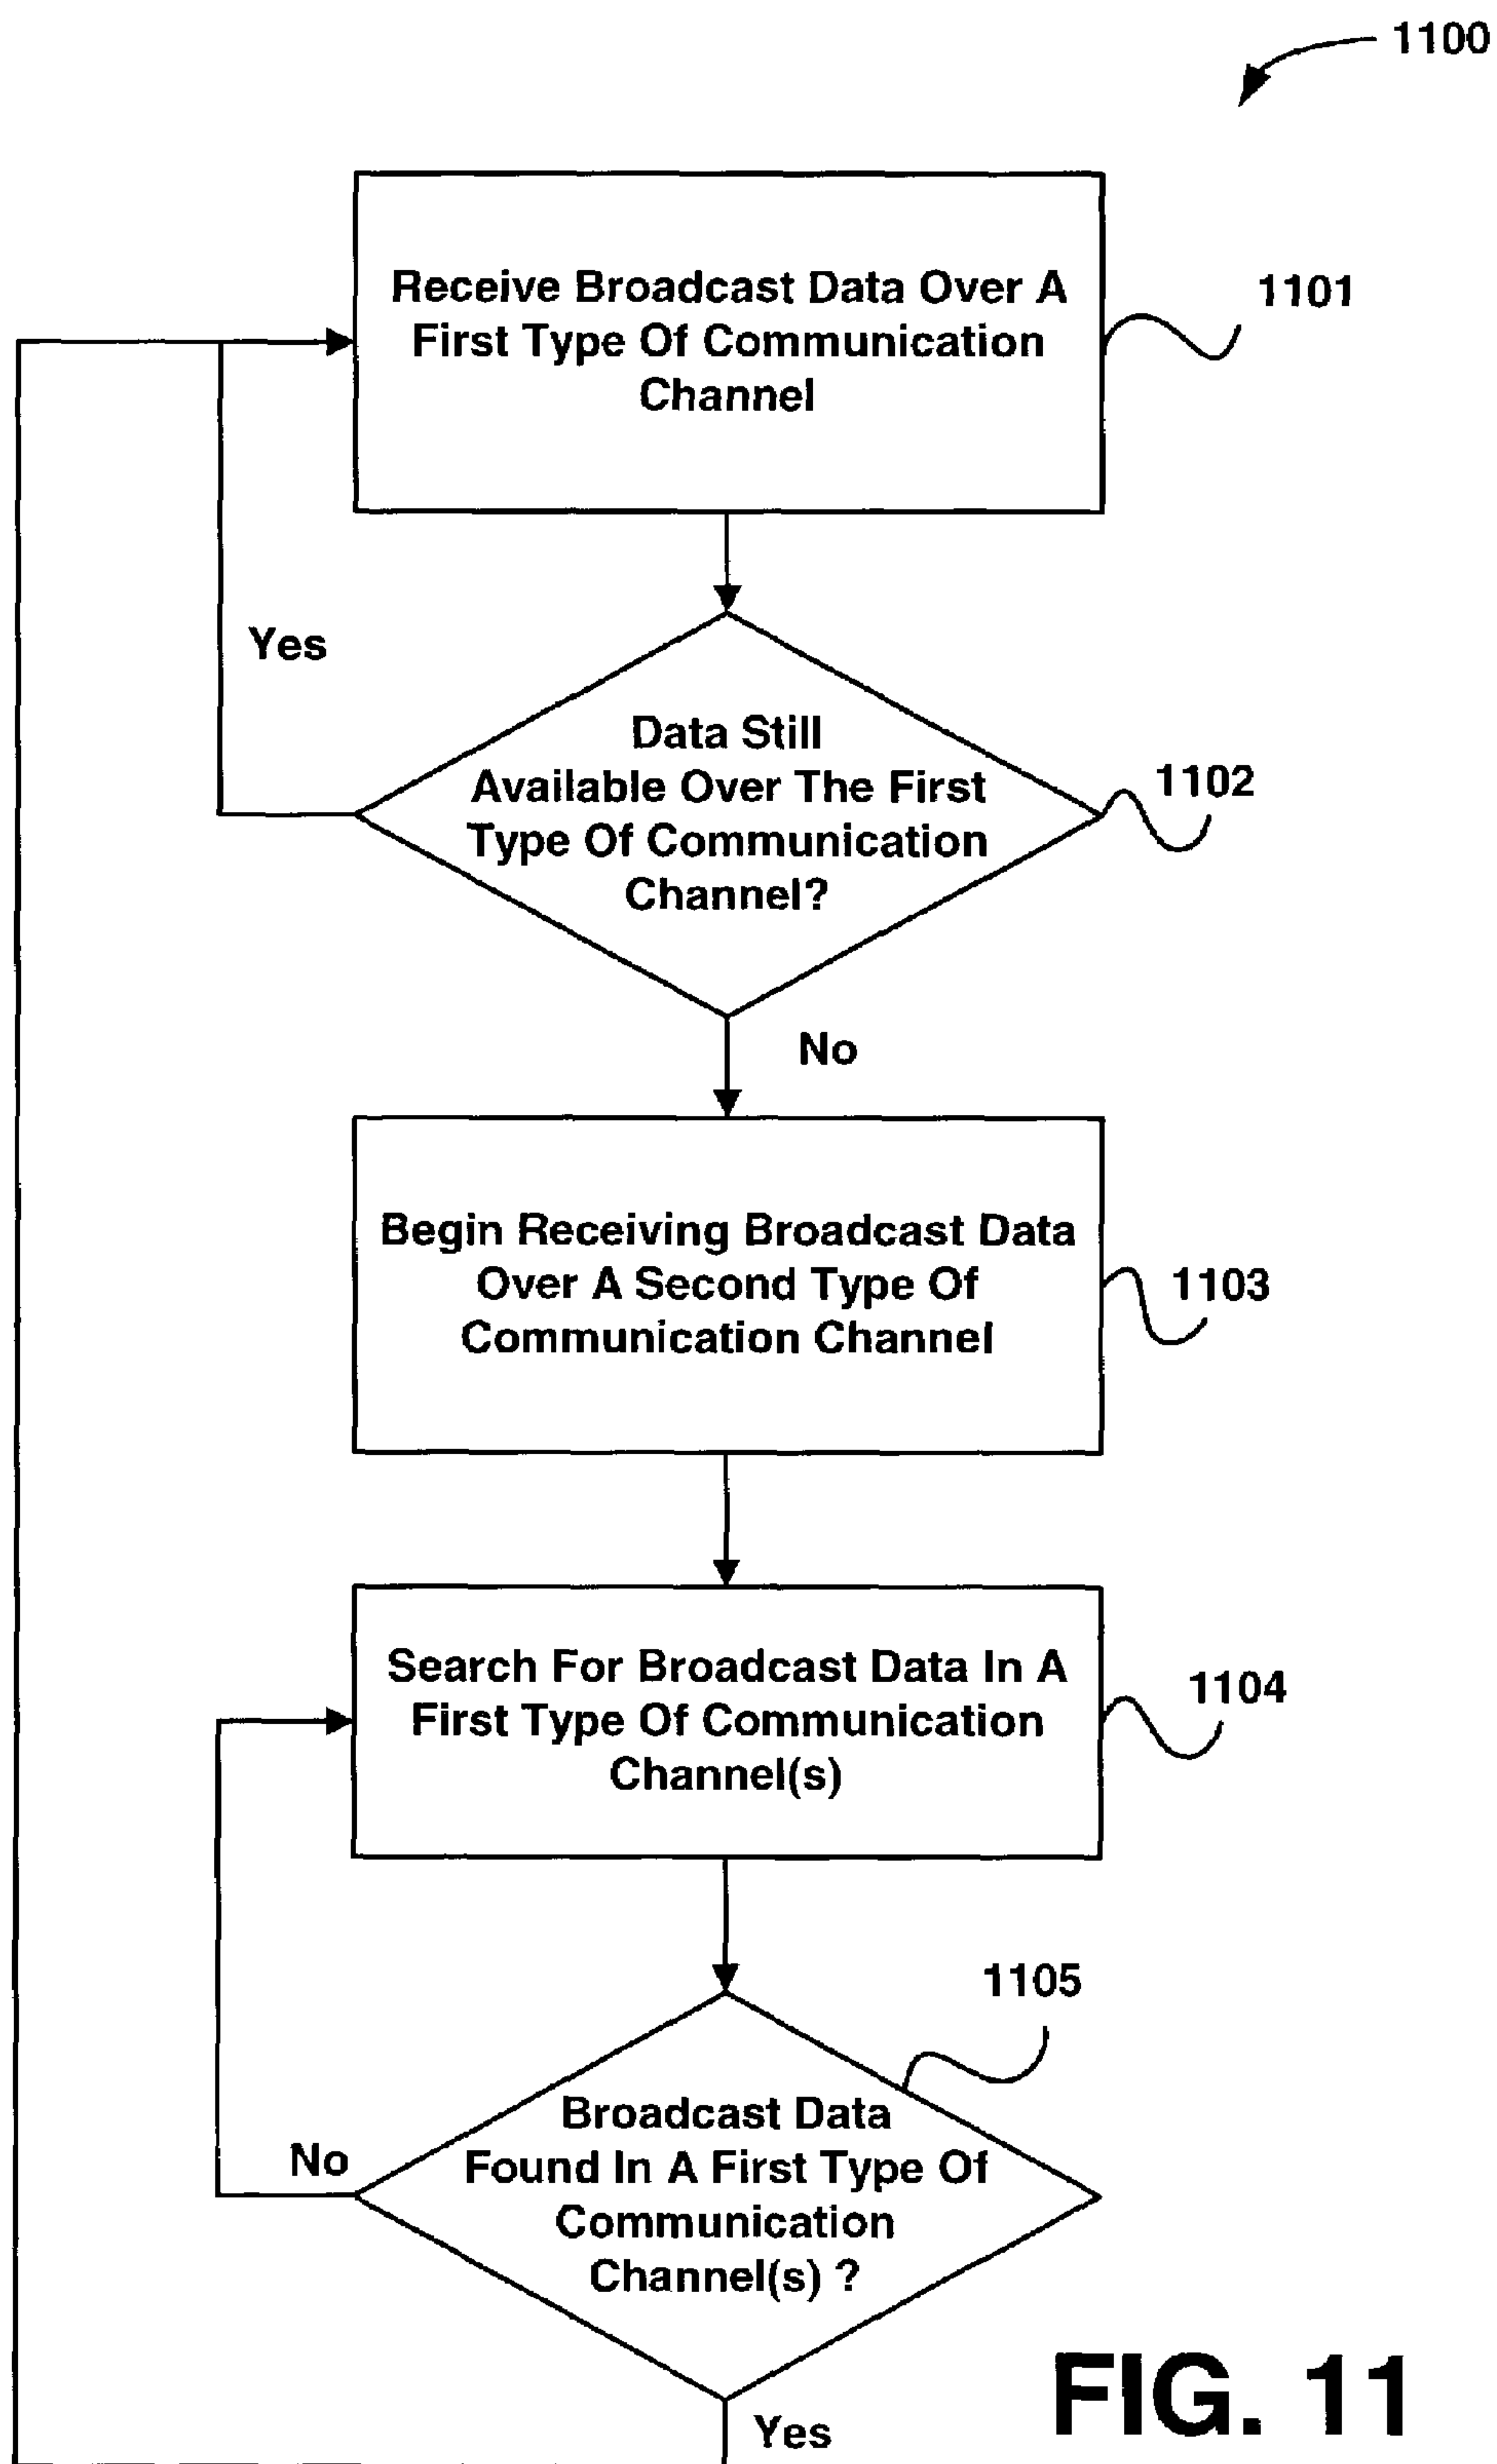 1100
Receive Broadcast Data Over A
First Type Of Communication
Channel
1101
Yes
Data Still
Available Over The First
Type Of Communication
Channel?
1102
No
Begin Receiving Broadcast Data
Over A Second Type Of
Communication Channel
1103
Search For Broadcast Data In A
First Type Of Communication
Channel(s)
1104
1105
Broadcast Data
Found In A First Type Of
Communication
Channel(s) ?
No
Yes
FIG. 11